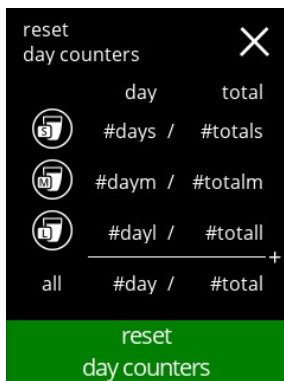 reset
day counters
day total
S #days / #totals
M #daym / #totalm
L #dayl / #totall
+
all #day / #total
reset
day counters